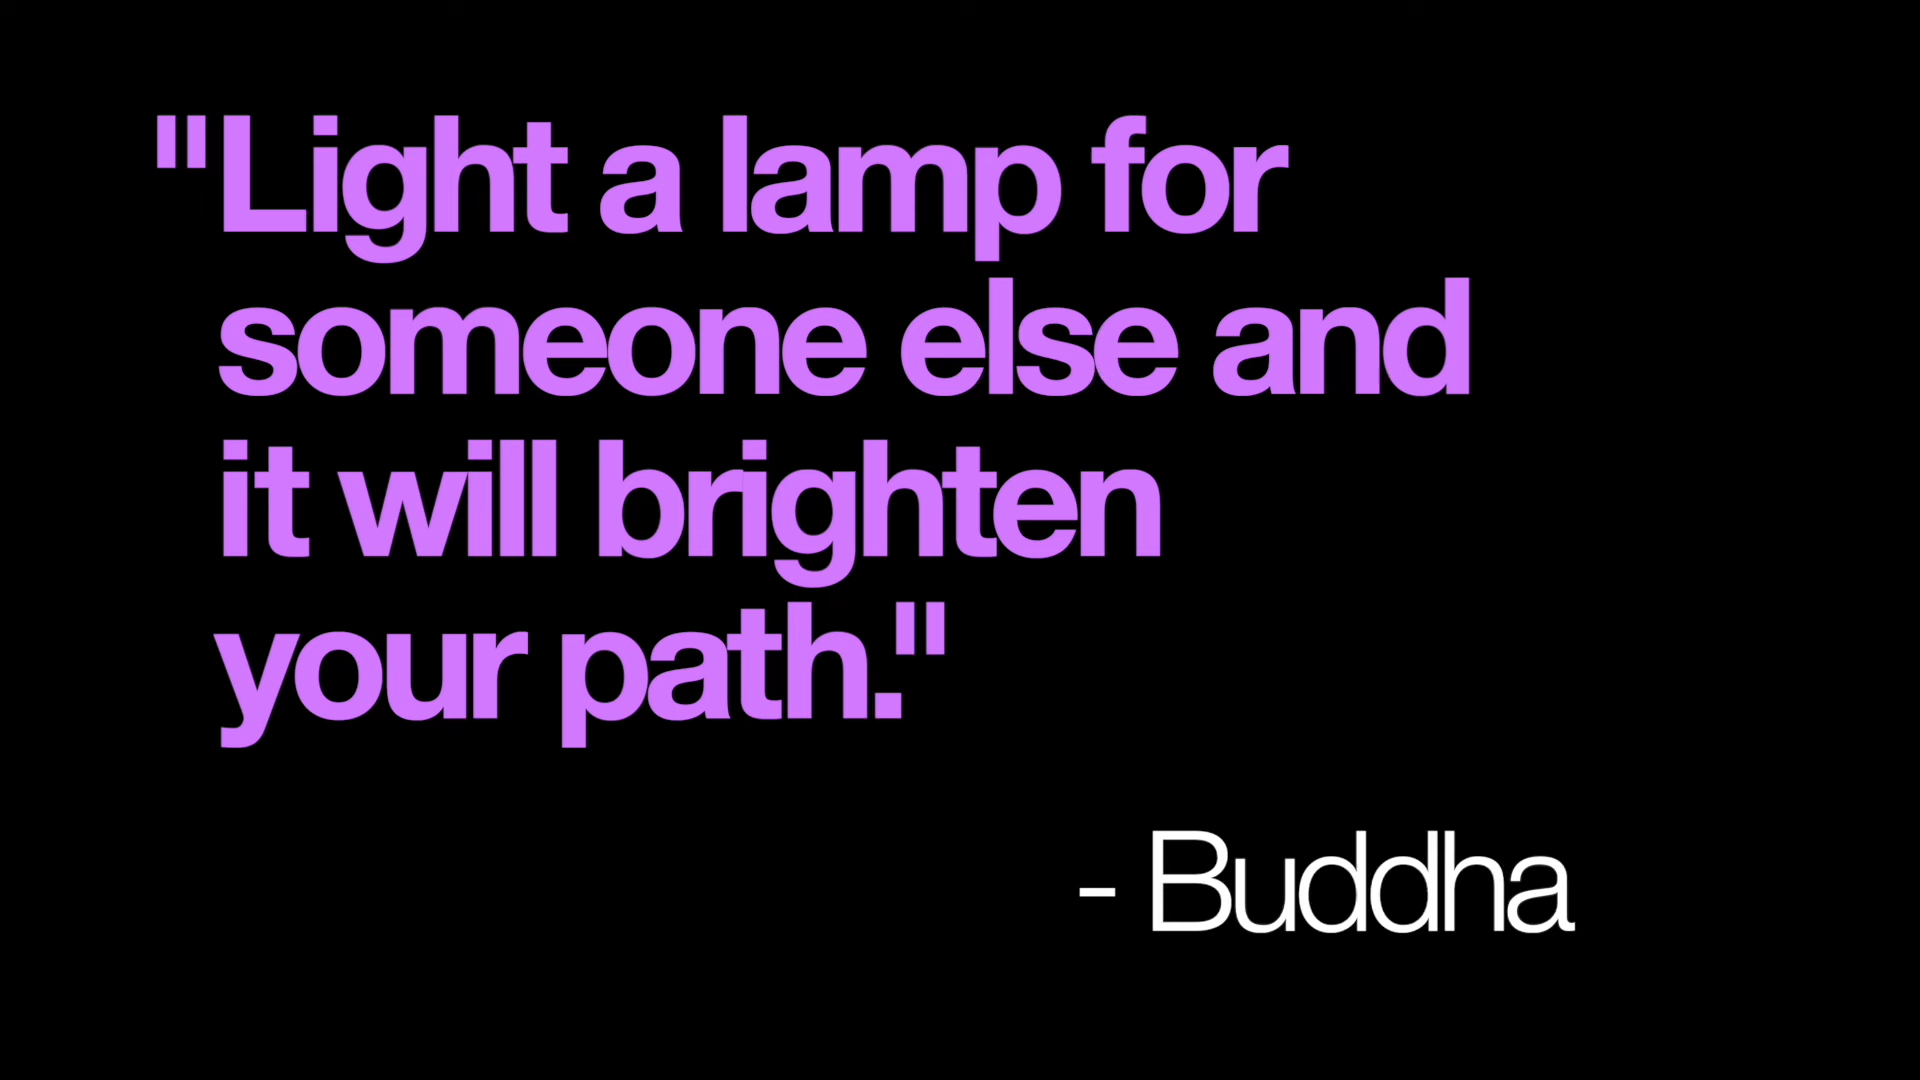 "Light a lamp for
someone else and
it will brighten
your path."
- Buddha